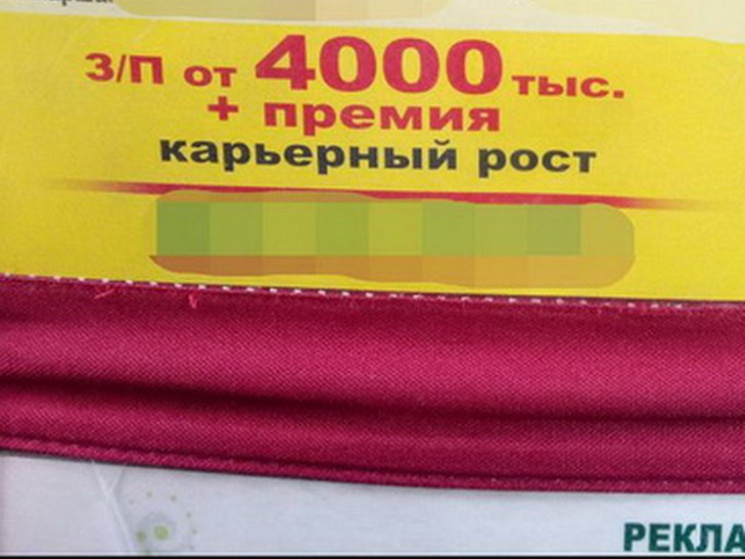 З/П от 4000 тыс.
+ премия
карьерный рост
РЕКЛА